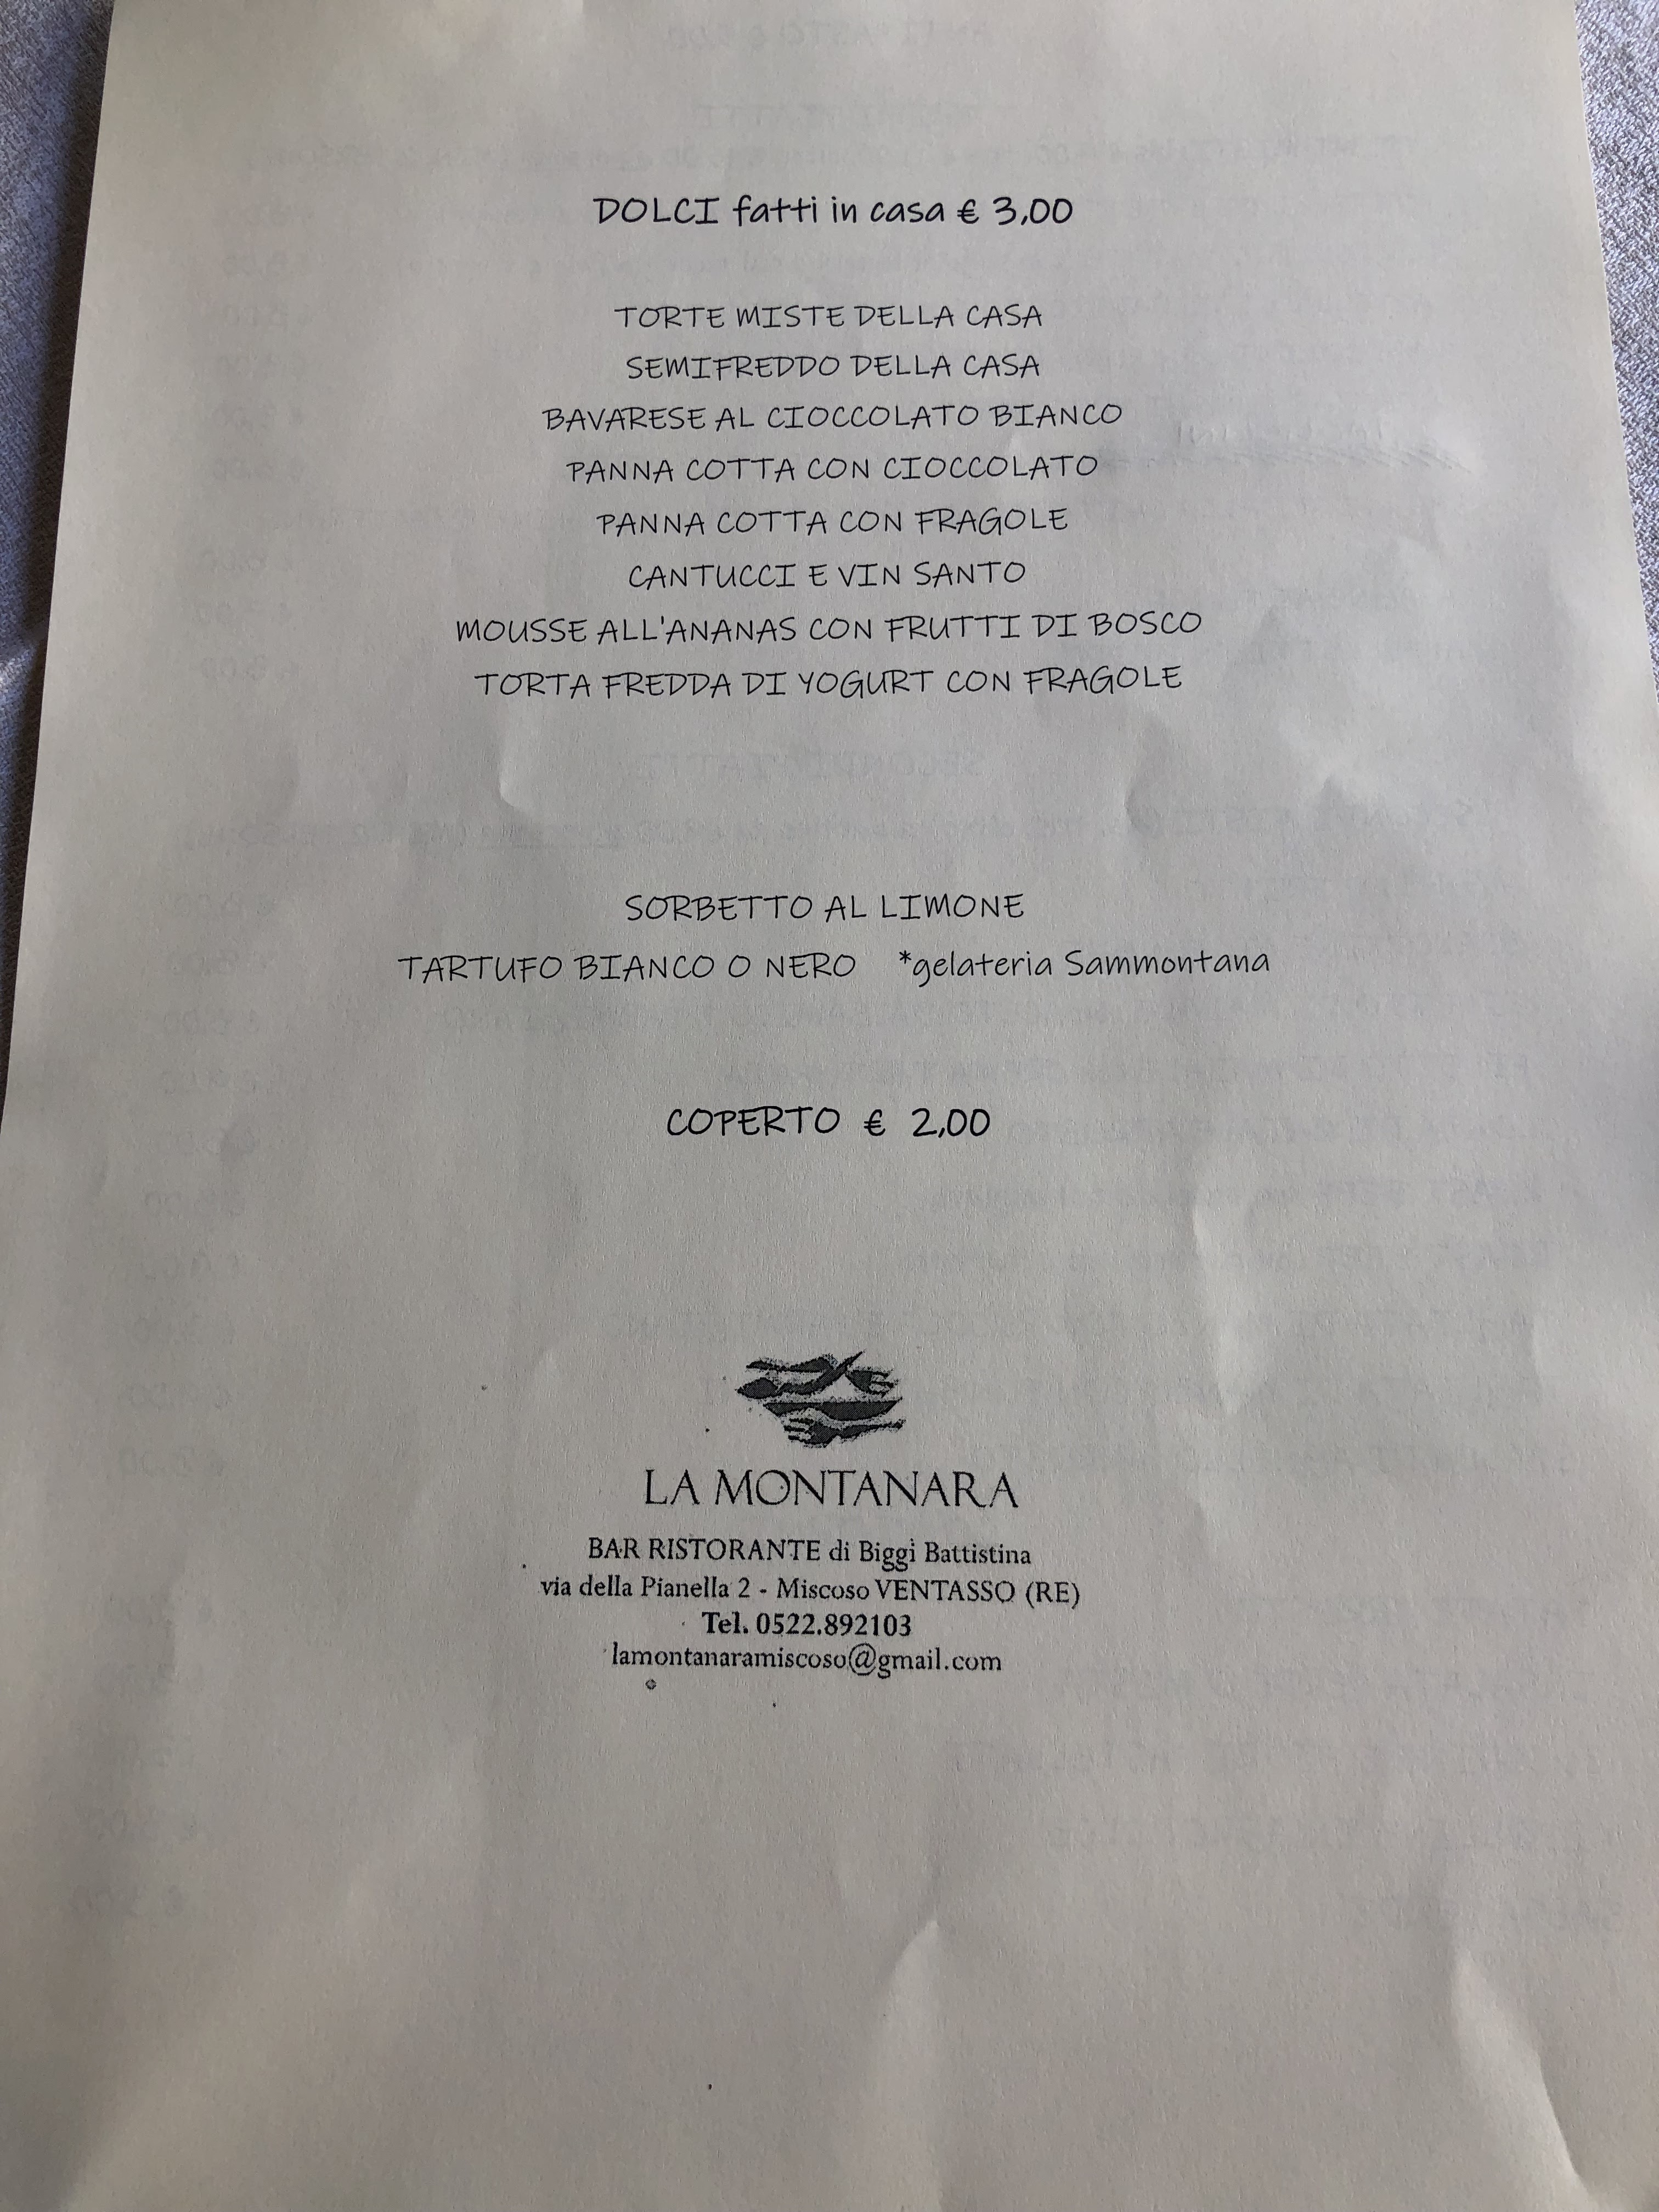 DOLCI fatti in casa € 3,00
TORTE MISTE DELLA CASA
SEMIFREDDO DELLA CASA
BAVARESE AL CIOCCOLATO BIANCO
PANNA COTTA CON CIOCCOLATO
PANNA COTTA CON FRAGOLE
CANTUCCI E VIN SANTO
MOUSSE ALL'ANANAS CON FRUTTI DI BOSCO
TORTA FREDDA DI YOGURT CON FRAGOLE
SORBETTO AL LIMONE
TARTUFO BIANCO O NERO *gelateria Sammontana
COPERTO € 2,00
LA MONTANARA
BAR RISTORANTE di Biggi Battistina
via della Pianella 2 - Miscoso VENTASSO (RE)
Tel. 0522.892103
lamontanaramiscoso@gmail.com